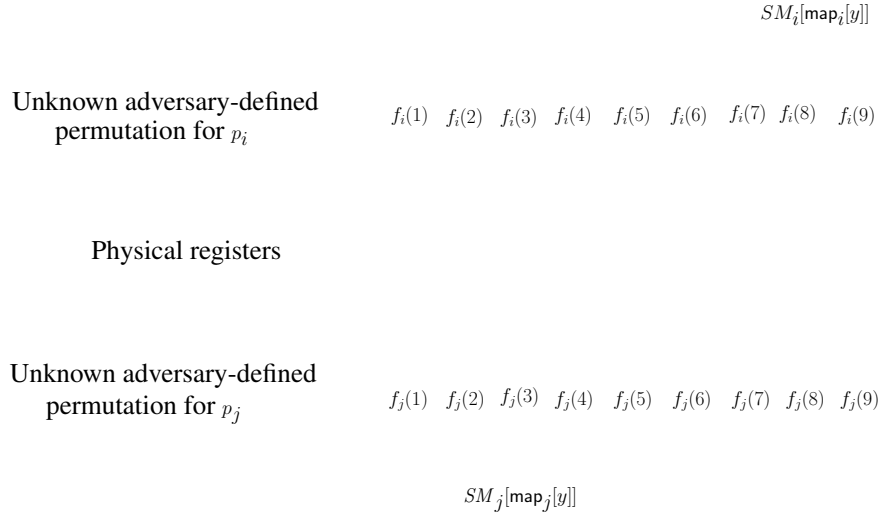 SM_i[map_i[y]]
Unknown adversary-defined
permutation for p_i
f_i(1) f_i(2) f_i(3) f_i(4) f_i(5) f_i(6) f_i(7) f_i(8) f_i(9)
Physical registers
Unknown adversary-defined
permutation for p_j
f_j(1) f_j(2) f_j(3) f_j(4) f_j(5) f_j(6) f_j(7) f_j(8) f_j(9)
SM_j[map_j[y]]